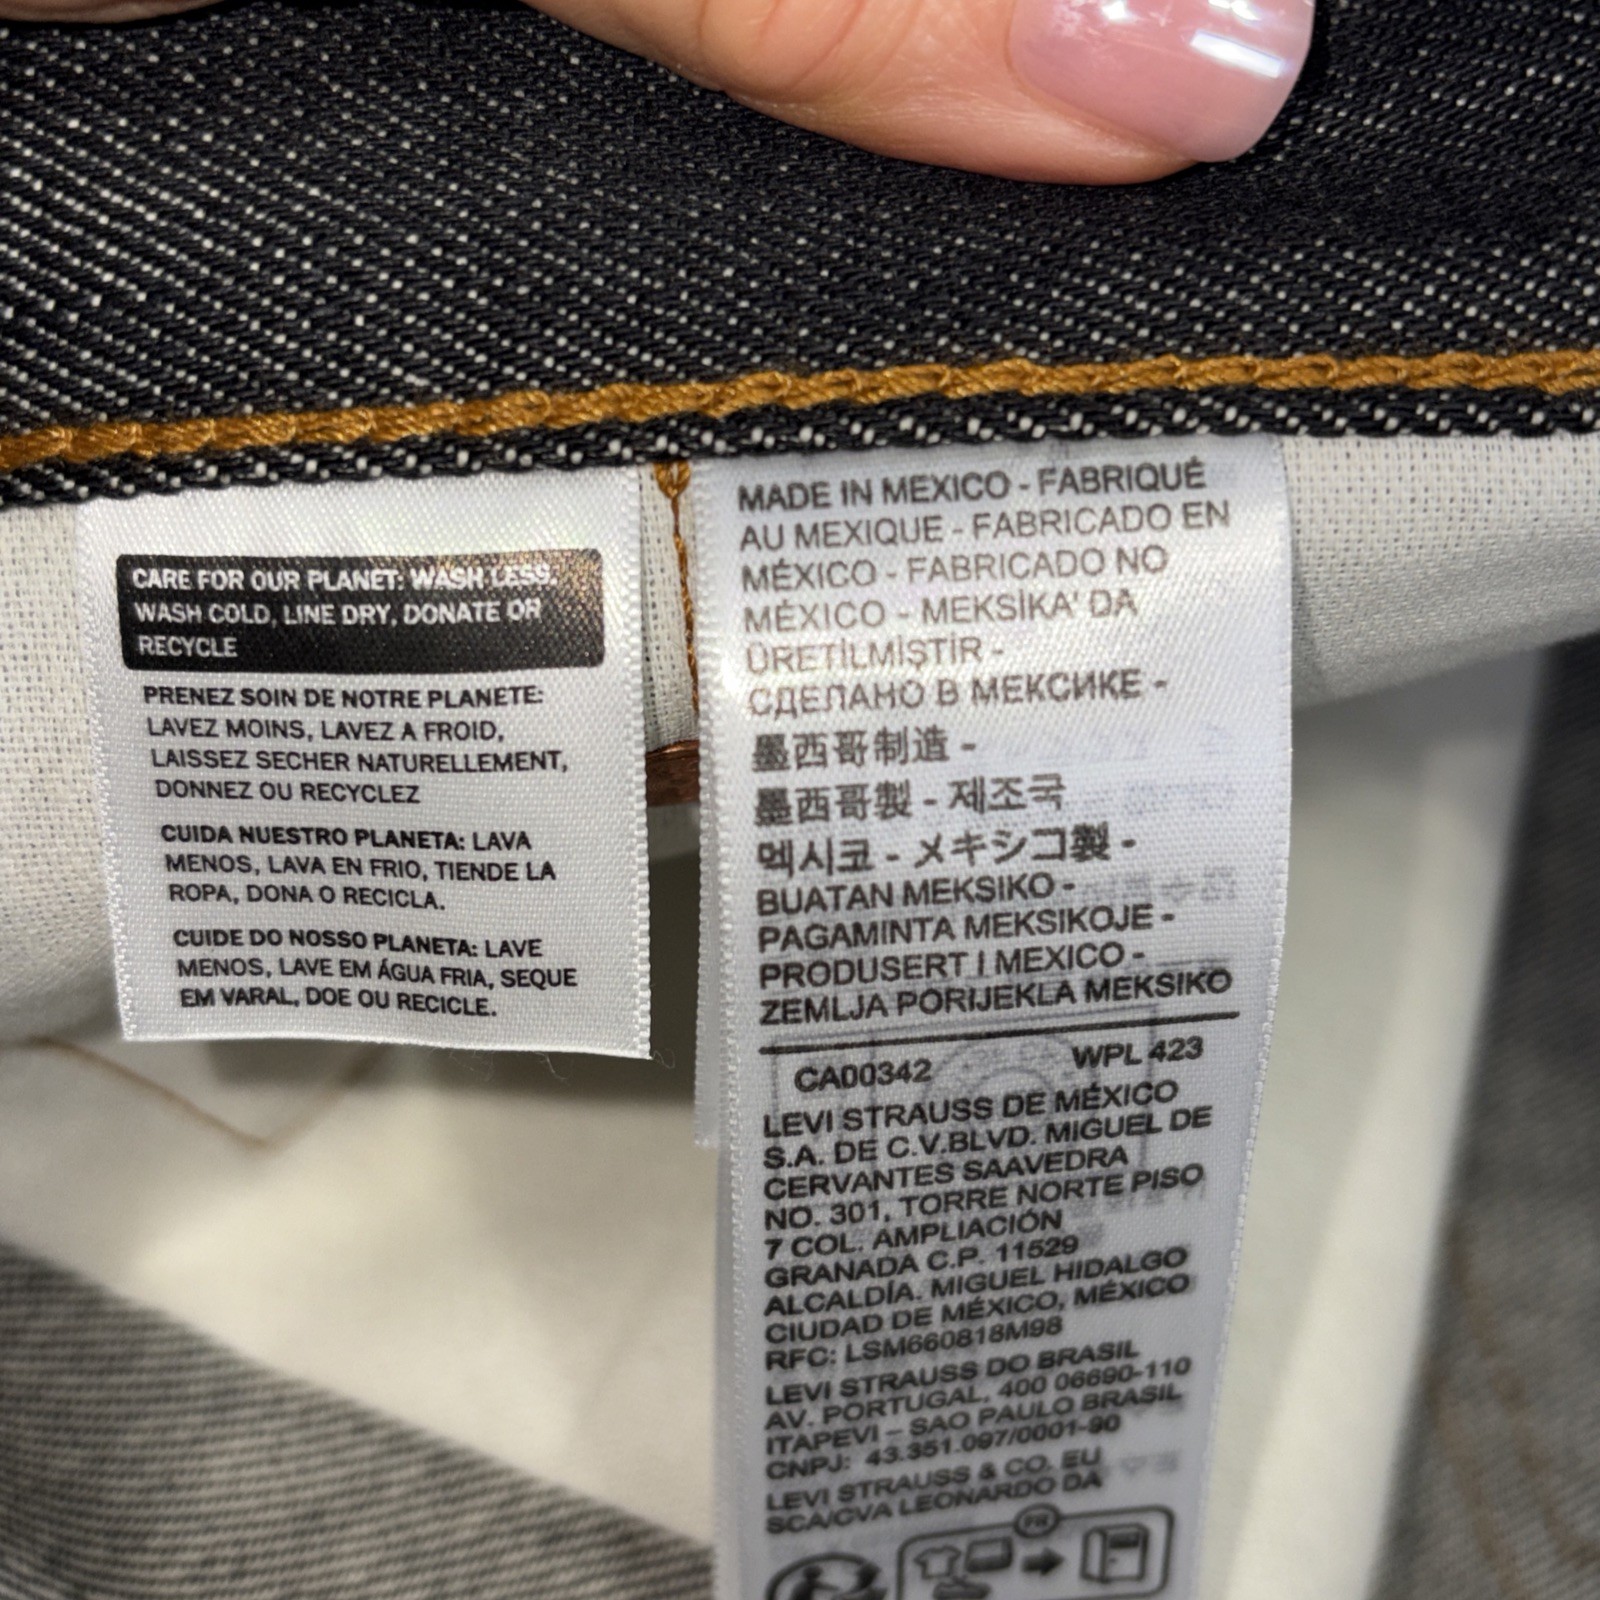 CARE FOR OUR PLANET: WASH LESS,
WASH COLD, LINE DRY, DONATE OR
RECYCLE
PRENEZ SOIN DE NOTRE PLANETE:
LAVEZ MOINS, LAVEZ A FROID,
LAISSEZ SECHER NATURELLEMENT,
DONNEZ OU RECYCLEZ
CUIDA NUESTRO PLANETA: LAVA
MENOS, LAVA EN FRIO, TIENDE LA
ROPA, DONA O RECICLA.
CUIDE DO NOSSO PLANETA: LAVE
MENOS, LAVE EM ÁGUA FRIA, SEQUE
EM VARAL, DOE OU RECICLE.
MADE IN MEXICO - FABRIQUÉ
AU MEXIQUE - FABRICADO EN
MÉXICO - FABRICADO NO
MÉXICO - MEKSİKA' DA
ÜRETİLMİŞTİR -
СДЕЛАНО В МЕКСИКЕ -
墨西哥制造 -
墨西哥製 - 제조국
멕시코 - メキシコ製 -
BUATAN MEKSIKO -
PAGAMINTA MEKSIKOJE -
PRODUSERT I MEXICO -
ZEMLJA PORIJEKLA MEKSIKO
CA00342 WPL 423
LEVI STRAUSS DE MÉXICO
S.A. DE C.V.BLVD. MIGUEL DE
CERVANTES SAAVEDRA
NO. 301, TORRE NORTE PISO
7 COL. AMPLIACIÓN
GRANADA C.P. 11529
ALCALDÍA. MIGUEL HIDALGO
CIUDAD DE MÉXICO, MÉXICO
RFC: LSM660818M98
LEVI STRAUSS DO BRASIL
AV. PORTUGAL, 400 06690-110
ITAPEVI – SAO PAULO BRASIL
CNPJ: 43.351.097/0001-90
LEVI STRAUSS & CO. EU
SCA/CVA LEONARDO DA
FR